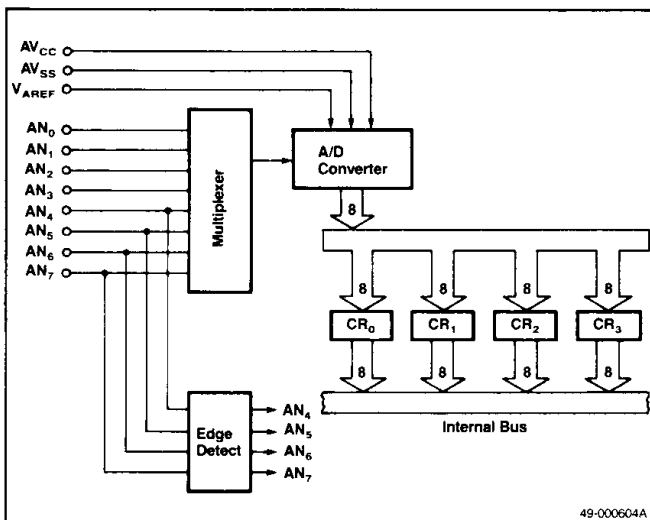 AVCC
AVSS
VAREF
AN0
AN1
AN2
AN3
AN4
AN5
AN6
AN7
Multiplexer
A/D
Converter
8
8 8 8 8
CR0 CR1 CR2 CR3
8 8 8 8
Internal Bus
Edge
Detect
AN4
AN5
AN6
AN7
49-000604A